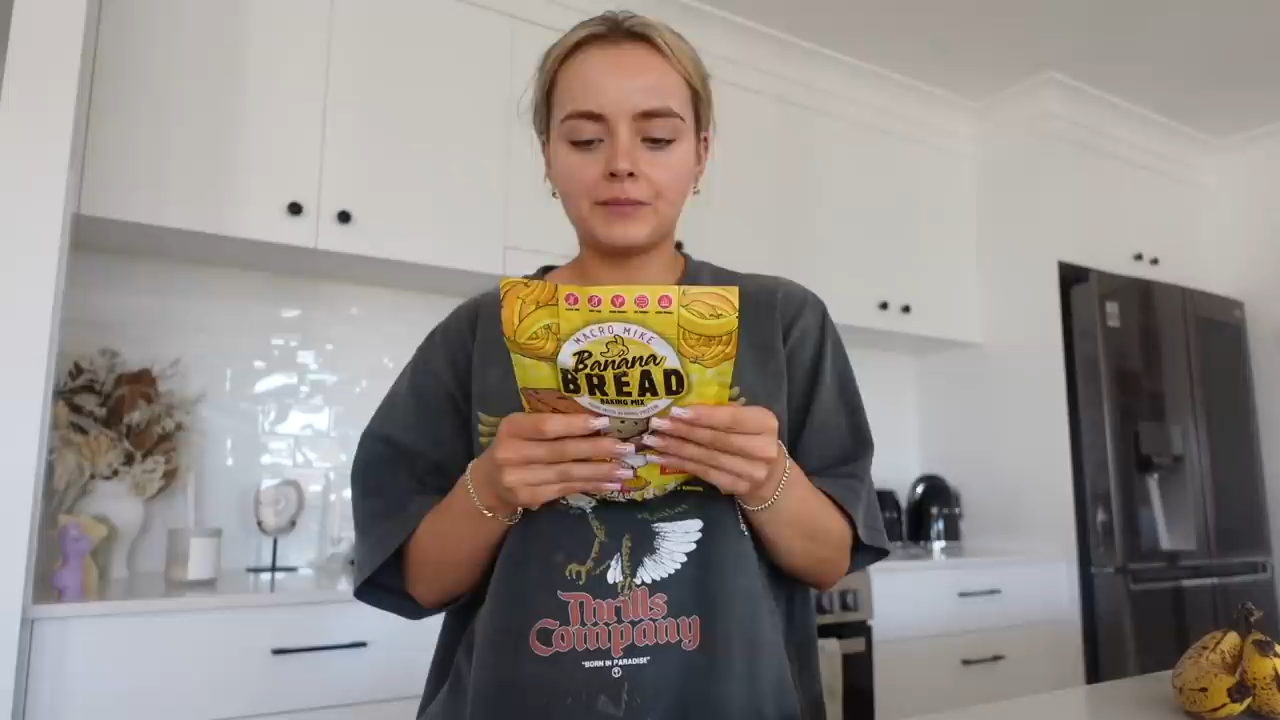 MACRO MIKE
Banana
BREAD
BAKING MIX
Thrills
Company
"BORN IN PARADISE"